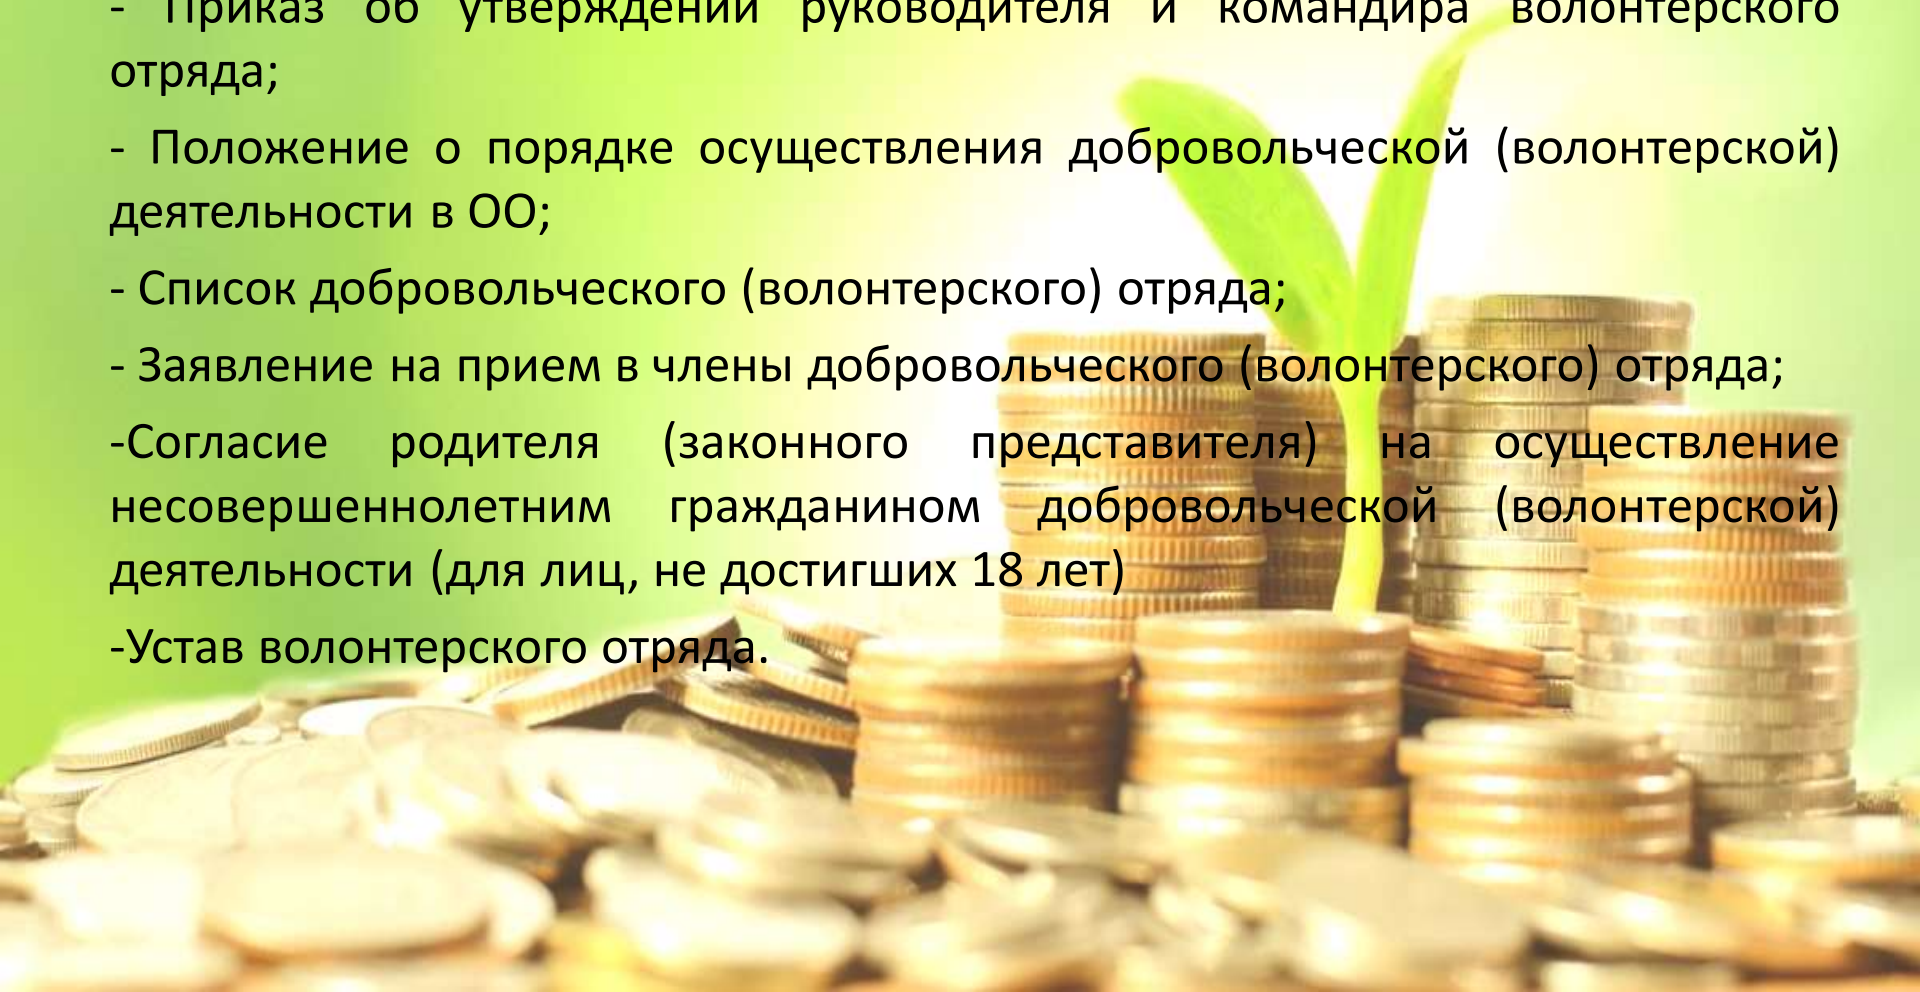 - Приказ об утверждении руководителя и командира волонтерского
отряда;
- Положение о порядке осуществления добровольческой (волонтерской)
деятельности в ОО;
- Список добровольческого (волонтерского) отряда;
- Заявление на прием в члены добровольческого (волонтерского) отряда;
-Согласие родителя (законного представителя) на осуществление
несовершеннолетним гражданином добровольческой (волонтерской)
деятельности (для лиц, не достигших 18 лет)
-Устав волонтерского отряда.